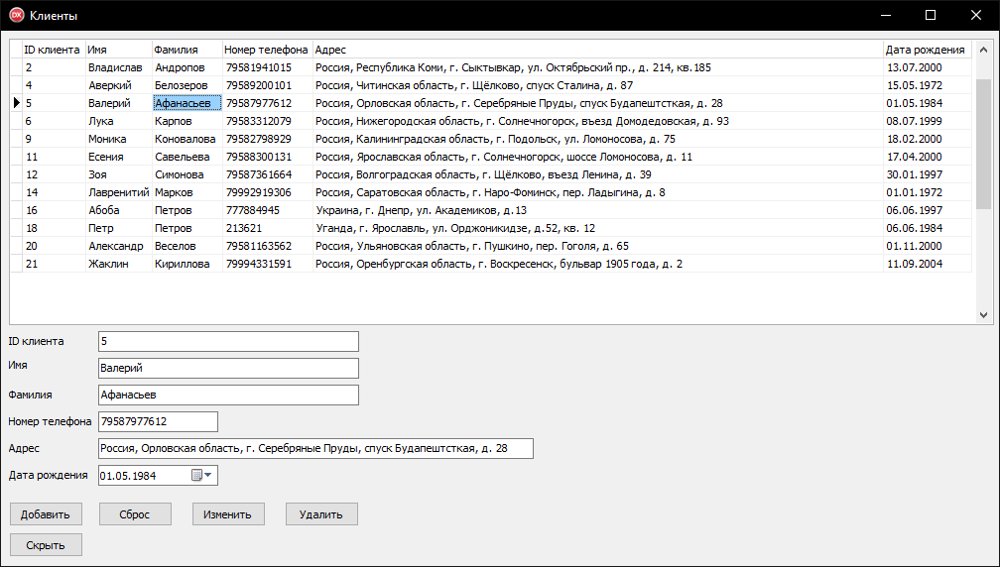 DX Клиенты
ID клиента Имя Фамилия Номер телефона Адрес Дата рождения
2 Владислав Андропов 79581941015 Россия, Республика Коми, г. Сыктывкар, ул. Октябрьский пр., д. 214, кв.185 13.07.2000
4 Аверкий Белозеров 79589200101 Россия, Читинская область, г. Щёлково, спуск Сталина, д. 87 15.05.1972
5 Валерий Афанасьев 79587977612 Россия, Орловская область, г. Серебряные Пруды, спуск Будапештсткая, д. 28 01.05.1984
6 Лука Карпов 79583312079 Россия, Нижегородская область, г. Солнечногорск, въезд Домодедовская, д. 93 08.07.1999
9 Моника Коновалова 79582798929 Россия, Калининградская область, г. Подольск, ул. Ломоносова, д. 75 18.02.2000
11 Есения Савельева 79588300131 Россия, Ярославская область, г. Солнечногорск, шоссе Ломоносова, д. 11 17.04.2000
12 Зоя Симонова 79587361664 Россия, Волгоградская область, г. Щёлково, въезд Ленина, д. 39 30.01.1997
14 Лавренитий Марков 79992919306 Россия, Саратовская область, г. Наро-Фоминск, пер. Ладыгина, д. 8 01.01.1972
16 Абоба Петров 777884945 Украина, г. Днепр, ул. Академиков, д.13 06.06.1997
18 Петр Петров 213621 Уганда, г. Ярославль, ул. Орджоникидзе, д.52, кв. 12 06.06.1984
20 Александр Веселов 79581163562 Россия, Ульяновская область, г. Пушкино, пер. Гоголя, д. 65 01.11.2000
21 Жаклин Кириллова 79994331591 Россия, Оренбургская область, г. Воскресенск, бульвар 1905 года, д. 2 11.09.2004
ID клиента 5
Имя Валерий
Фамилия Афанасьев
Номер телефона 79587977612
Адрес Россия, Орловская область, г. Серебряные Пруды, спуск Будапештсткая, д. 28
Дата рождения 01.05.1984
Добавить Сброс Изменить Удалить
Скрыть